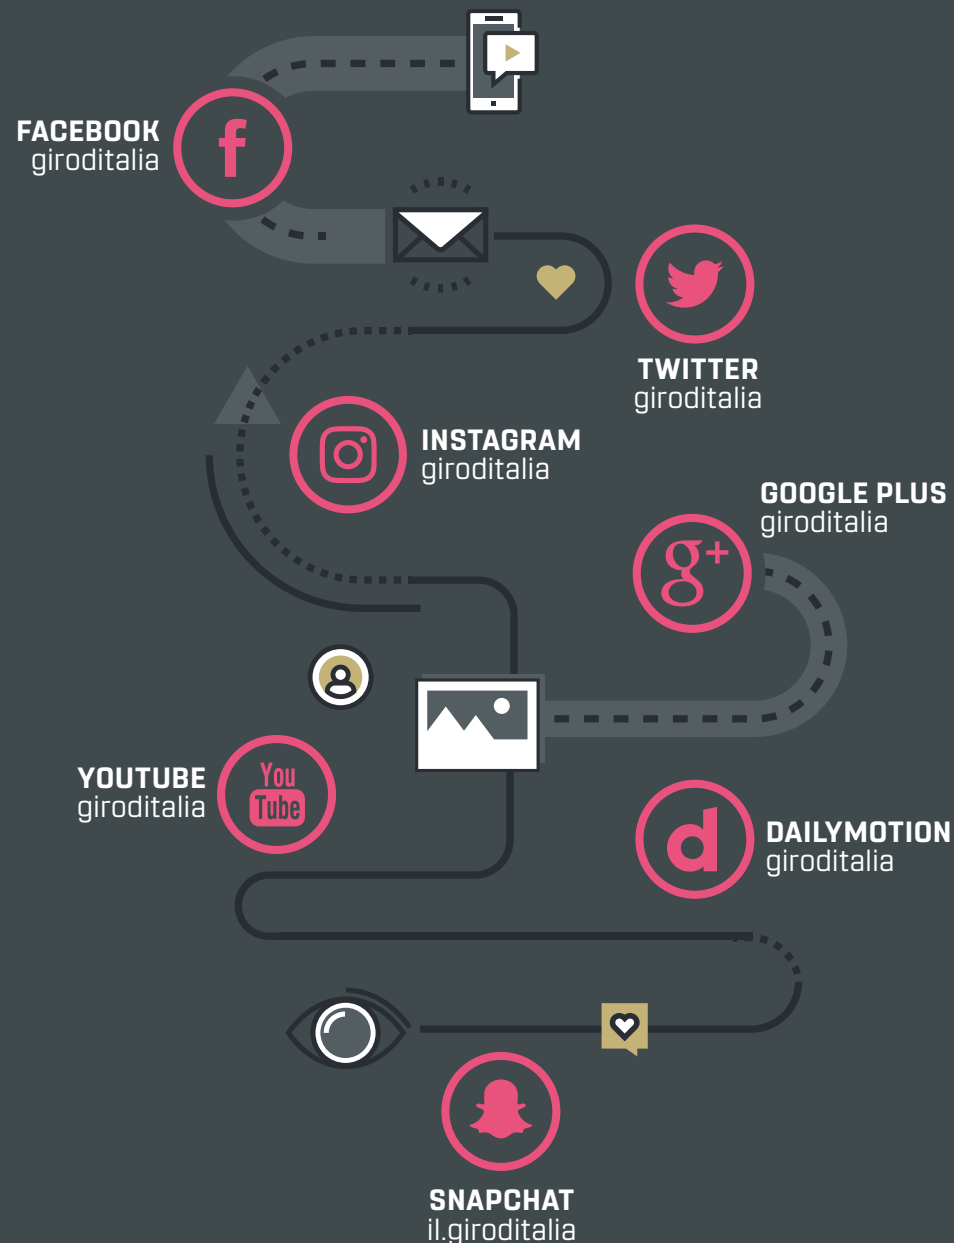 FACEBOOK
giroditalia
TWITTER
giroditalia
INSTAGRAM
giroditalia
GOOGLE PLUS
giroditalia
g+
YOUTUBE
giroditalia
You
Tube
DAILYMOTION
giroditalia
SNAPCHAT
il.giroditalia